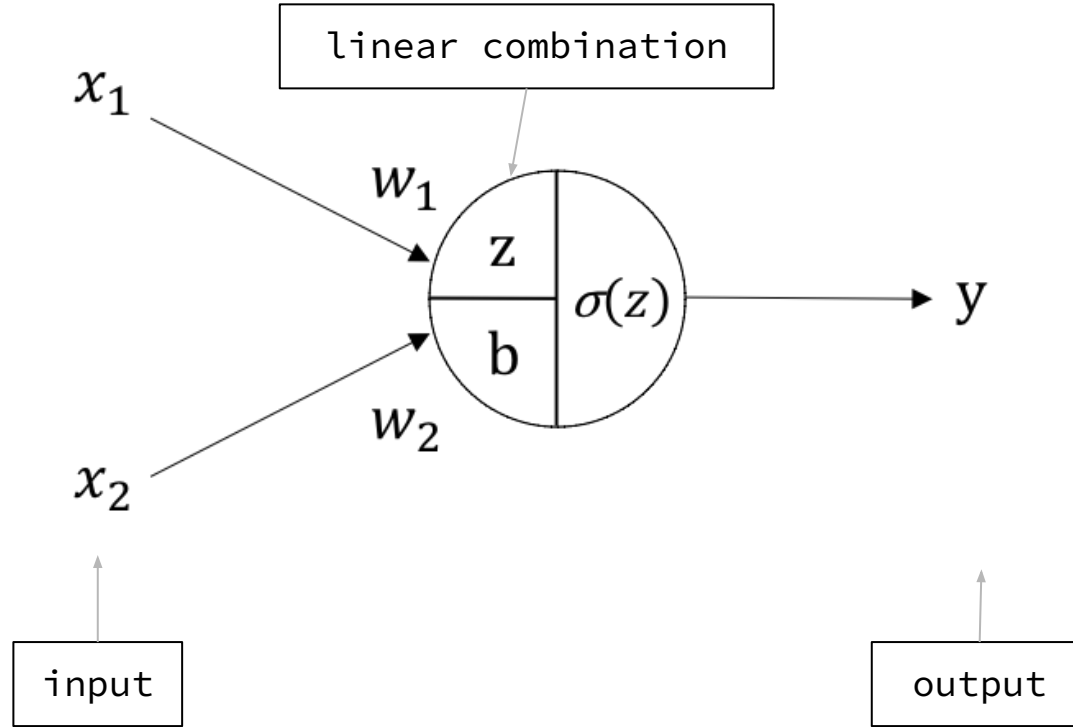 linear combination
x₁
w₁
z
σ(z)
y
b
w₂
x₂
input
output